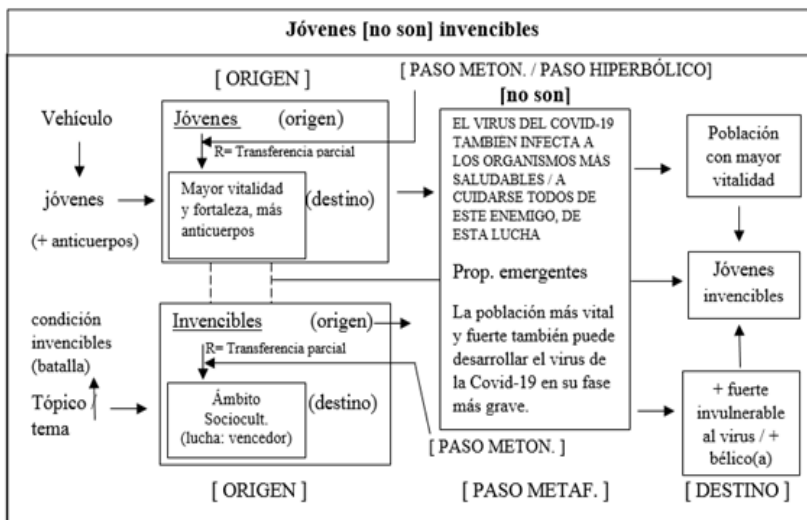 Jóvenes [no son] invencibles
[ ORIGEN ]
[ PASO METON. / PASO HIPERBÓLICO]
[no son]
Vehículo
jóvenes
(+ anticuerpos)
Jóvenes (origen)
R= Transferencia parcial
Mayor vitalidad
y fortaleza, más
anticuerpos
(destino)
EL VIRUS DEL COVID-19
TAMBIEN INFECTA A
LOS ORGANISMOS MÁS
SALUDABLES / A
CUIDARSE TODOS DE
ESTE ENEMIGO, DE
ESTA LUCHA
Prop. emergentes
La población más vital
y fuerte también puede
desarrollar el virus de
la Covid-19 en su fase
más grave.
Población
con mayor
vitalidad
Jóvenes
invencibles
+ fuerte
invulnerable
al virus / +
bélico(a)
condición
invencibles
(batalla)
Tópico /
tema
Invencibles (origen)
R= Transferencia parcial
Ámbito
Sociocult.
(lucha: vencedor)
(destino)
[ PASO METON. ]
[ ORIGEN ]
[ PASO METAF. ]
[ DESTINO ]